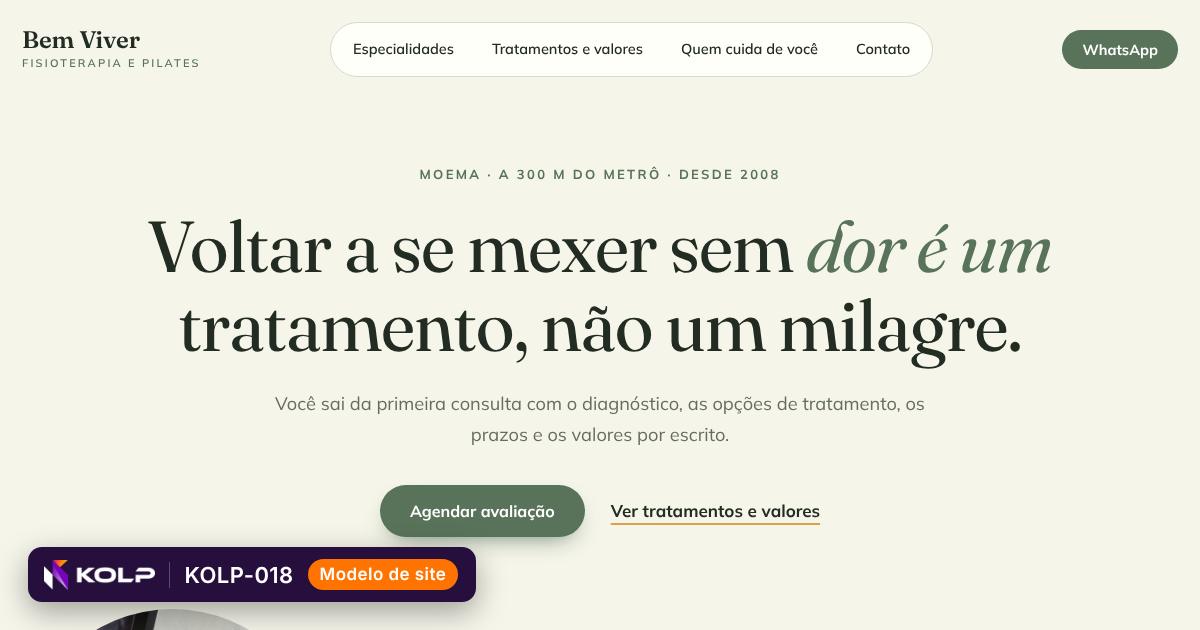 Bem Viver
FISIOTERAPIA E PILATES
Especialidades
Tratamentos e valores
Quem cuida de você
Contato
WhatsApp
MOEMA · A 300 M DO METRÔ · DESDE 2008
Voltar a se mexer sem dor é um
tratamento, não um milagre.
Você sai da primeira consulta com o diagnóstico, as opções de tratamento, os
prazos e os valores por escrito.
Agendar avaliação
Ver tratamentos e valores
KOLP
KOLP-018
Modelo de site